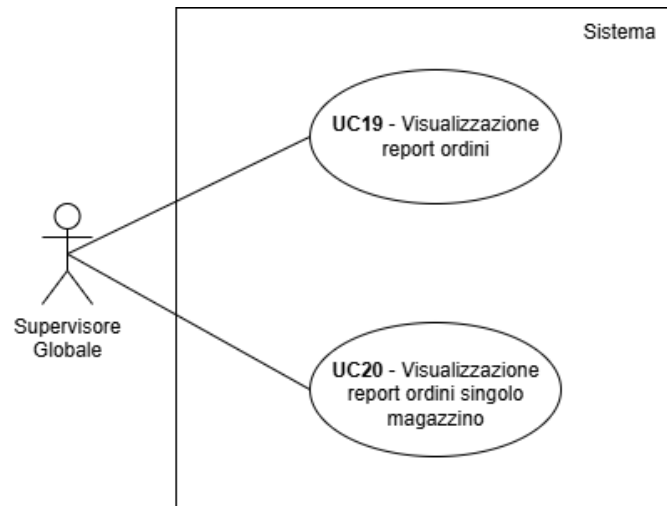 Sistema
UC19 - Visualizzazione
report ordini
Supervisore
Globale
UC20 - Visualizzazione
report ordini singolo
magazzino